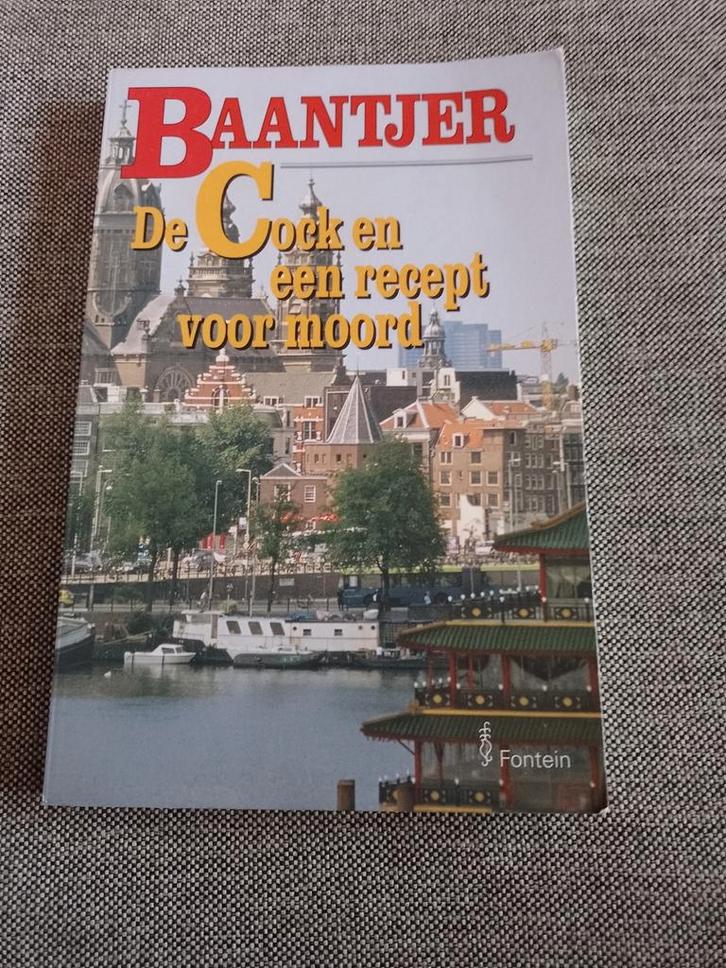 BAANTJER
De Cock en
een recept
voor moord
Fontein